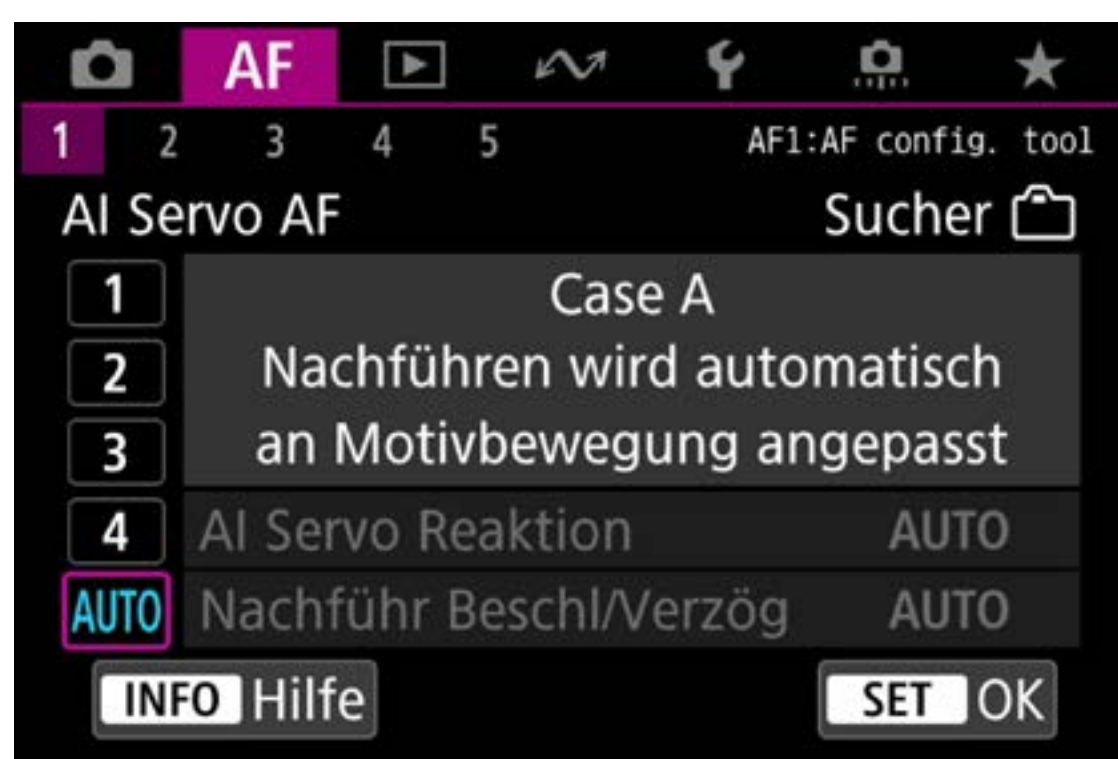 AF
1 2 3 4 5 AF1:AF config. tool
AI Servo AF Sucher
1 Case A
2 Nachführen wird automatisch
3 an Motivbewegung angepasst
4 AI Servo Reaktion AUTO
AUTO Nachführ Beschl/Verzög AUTO
INFO Hilfe SET OK